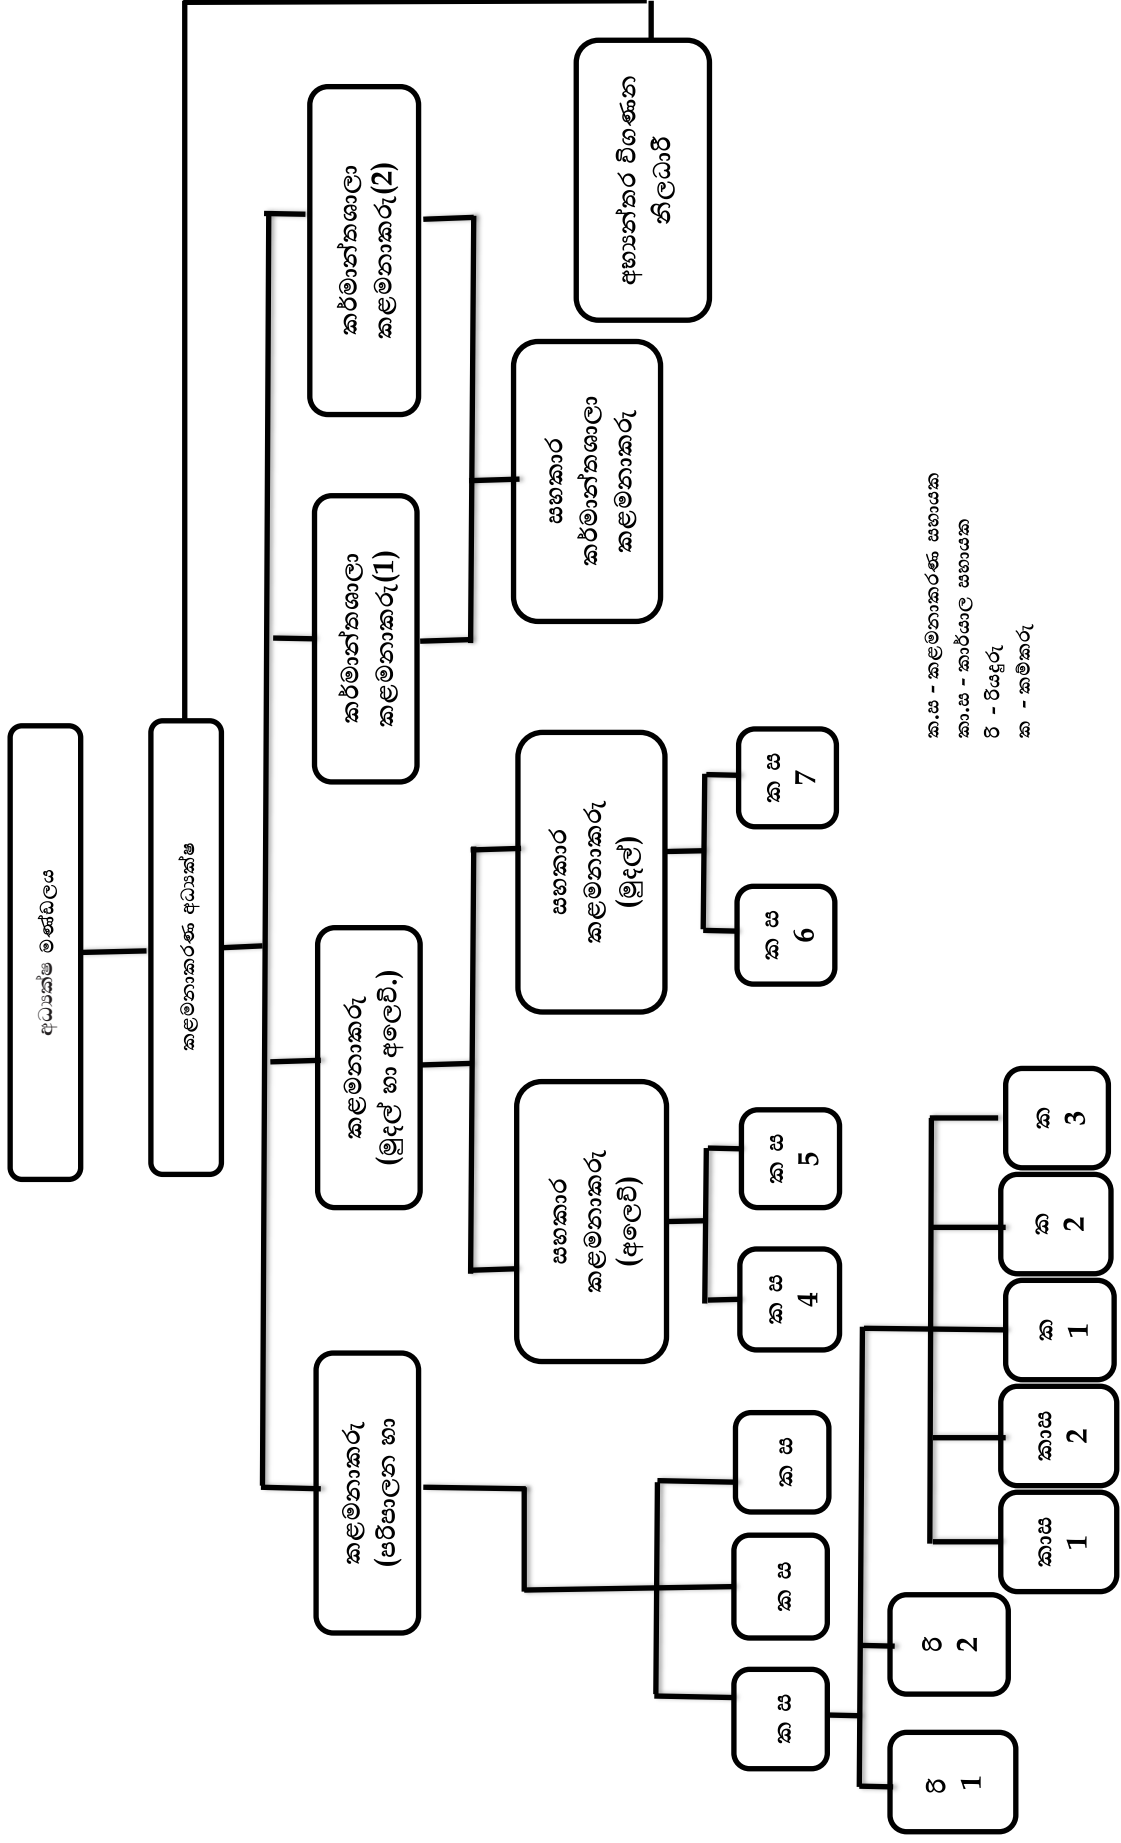 අධ්‍යක්ෂ මණ්ඩලය
කළමනාකරණ අධ්‍යක්ෂ
කළමනාකරු
(පරිපාලන හා
කළමනාකරු
(මුදල් හා අලෙවි.)
කර්මාන්තශාලා
කළමනාකරු(1)
කර්මාන්තශාලා
කළමනාකරු(2)
සහකාර
කළමනාකරු
(අලෙවි)
සහකාර
කළමනාකරු
(මුදල්)
සහකාර
කර්මාන්තශාලා
කළමනාකරු
අභ්‍යන්තර විගණන
නිලධාරී
ක ස
ක ස
ක ස
ක ස
4
ක ස
5
ක ස
6
ක ස
7
රි
1
රි
2
කාස
1
කාස
2
ක
1
ක
2
ක
3
ක.ස - කළමනාකරණ සහායක
කා.ස - කාර්යාල සහායක
රි - රියදුරු
ක - කම්කරු